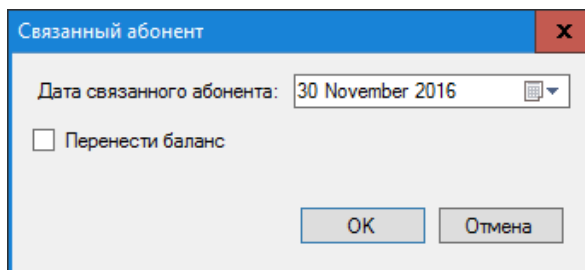 Связанный абонент x
Дата связанного абонента: 30 November 2016
Перенести баланс
OK Отмена